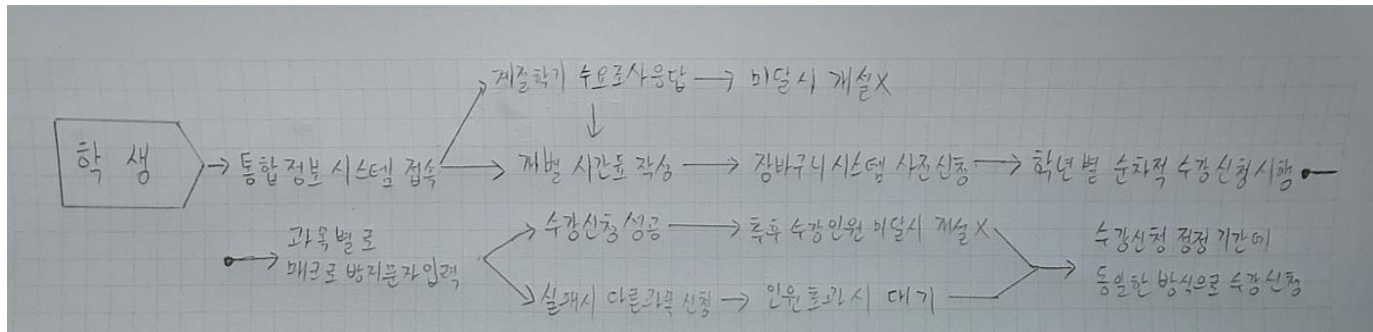 계절학기 수요조사응답 → 미달시 개설X
학생 → 통합정보 시스템 접속 → 개별 시간표 작성 → 장바구니시스템 사전신청 → 학년별 순차적 수강신청시행
과목별로
매크로방지문자입력
수강신청성공 → 추후 수강인원 미달시 개설X
실패시 다른과목신청 → 인원초과시 대기
수강신청 정정기간에
동일한 방식으로 수강신청